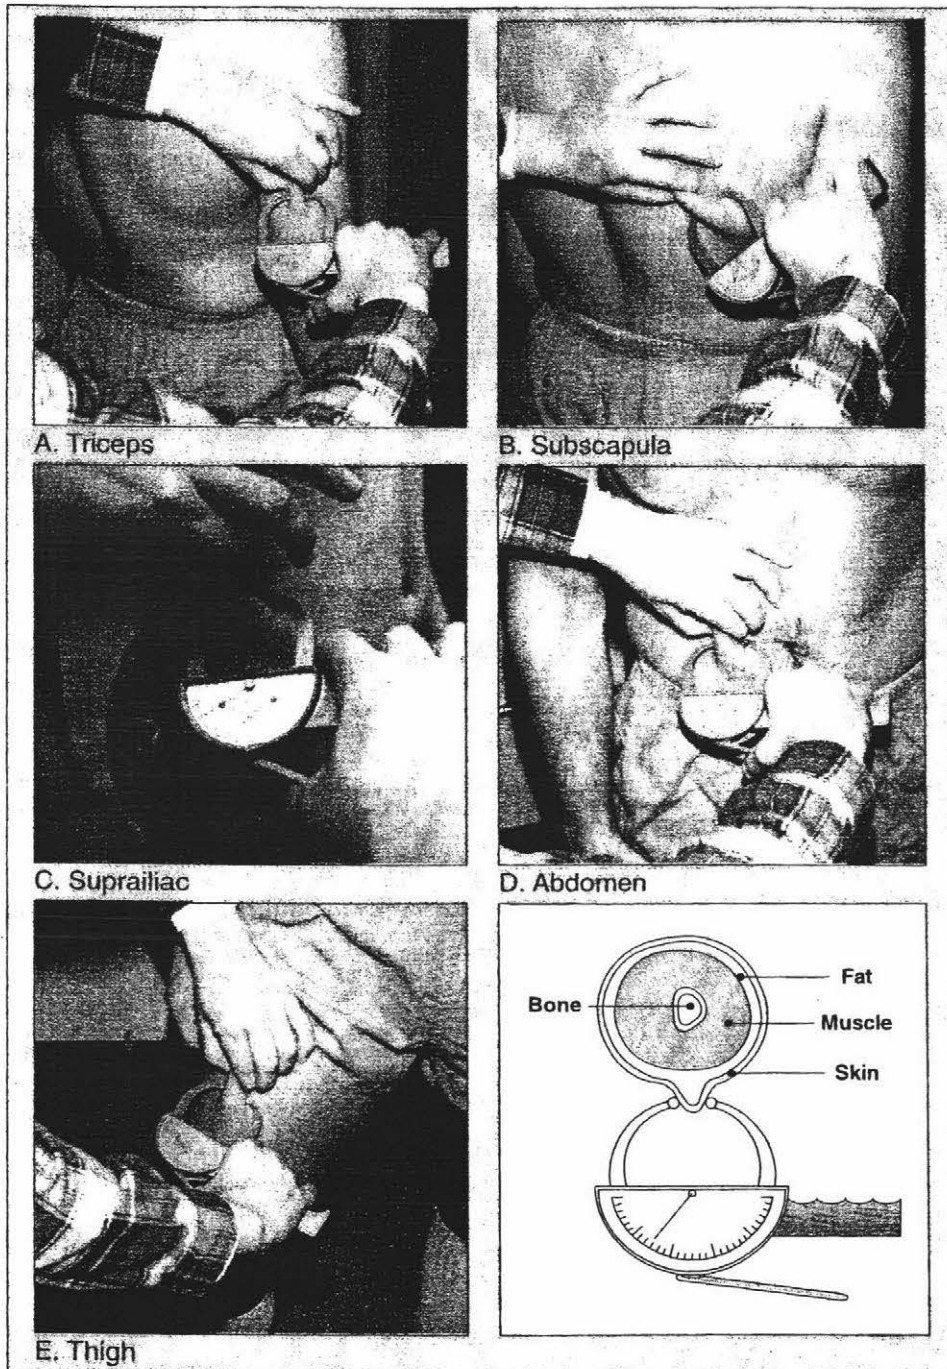 A. Triceps
B. Subscapula
C. Suprailiac
D. Abdomen
Bone
Fat
Muscle
Skin
E. Thigh